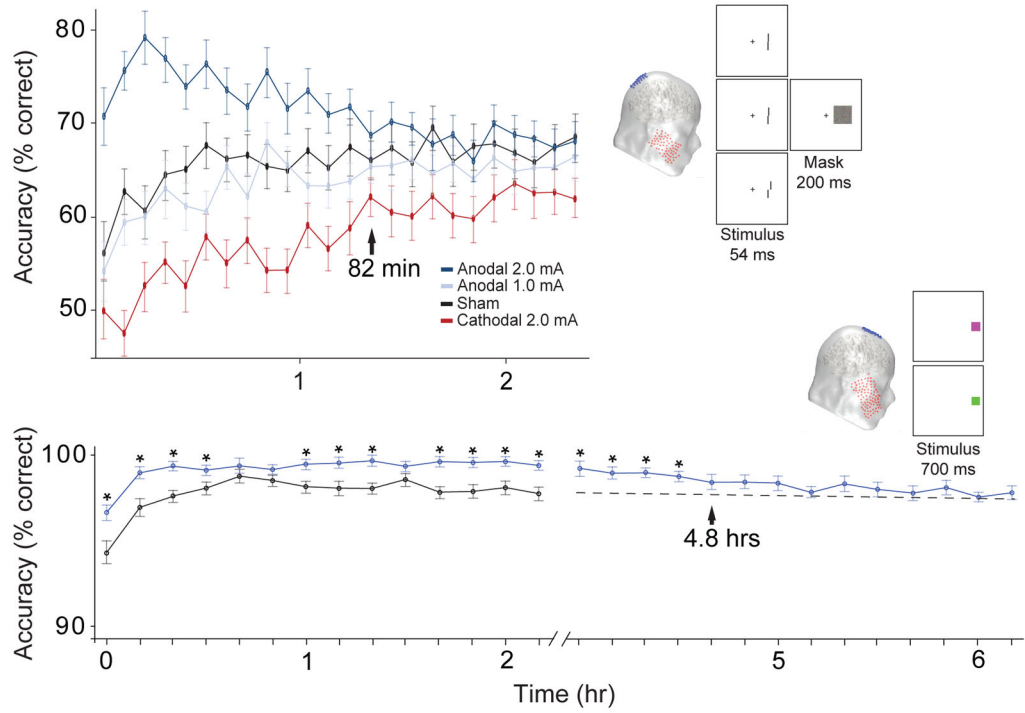 Accuracy (% correct)
80
70
60
50
82 min
Anodal 2.0 mA
Anodal 1.0 mA
Sham
Cathodal 2.0 mA
1
2
Mask
200 ms
Stimulus
54 ms
Stimulus
700 ms
Accuracy (% correct)
100
90
* * * * * * * * * * * * * * *
4.8 hrs
0
1
2
5
6
Time (hr)